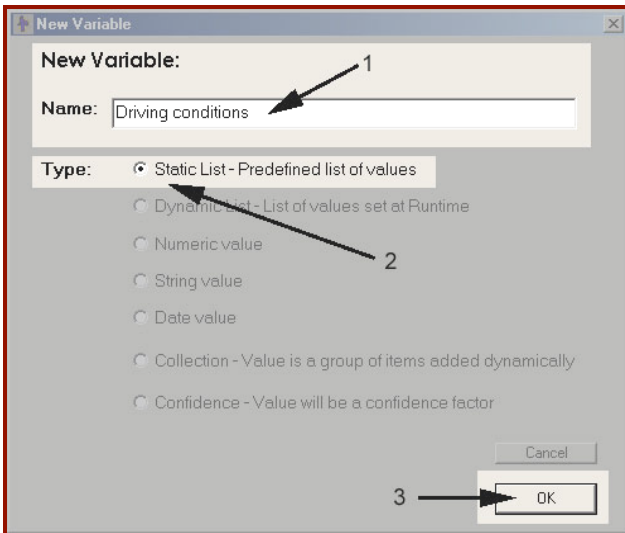 New Variable
New Variable:
1
Name: Driving conditions
Type: Static List - Predefined list of values
Dynamic List - List of values set at Runtime
2
Numeric value
String value
Date value
Collection - Value is a group of items added dynamically
Confidence - Value will be a confidence factor
Cancel
3 OK